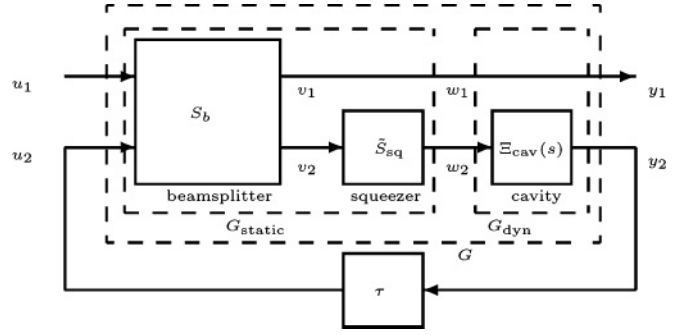 u₁ v₁ w₁ y₁
S_b
u₂ v₂ S̃_sq w₂ Ξ_cav(s) y₂
beamsplitter squeezer cavity
G_static G_dyn
G
τ